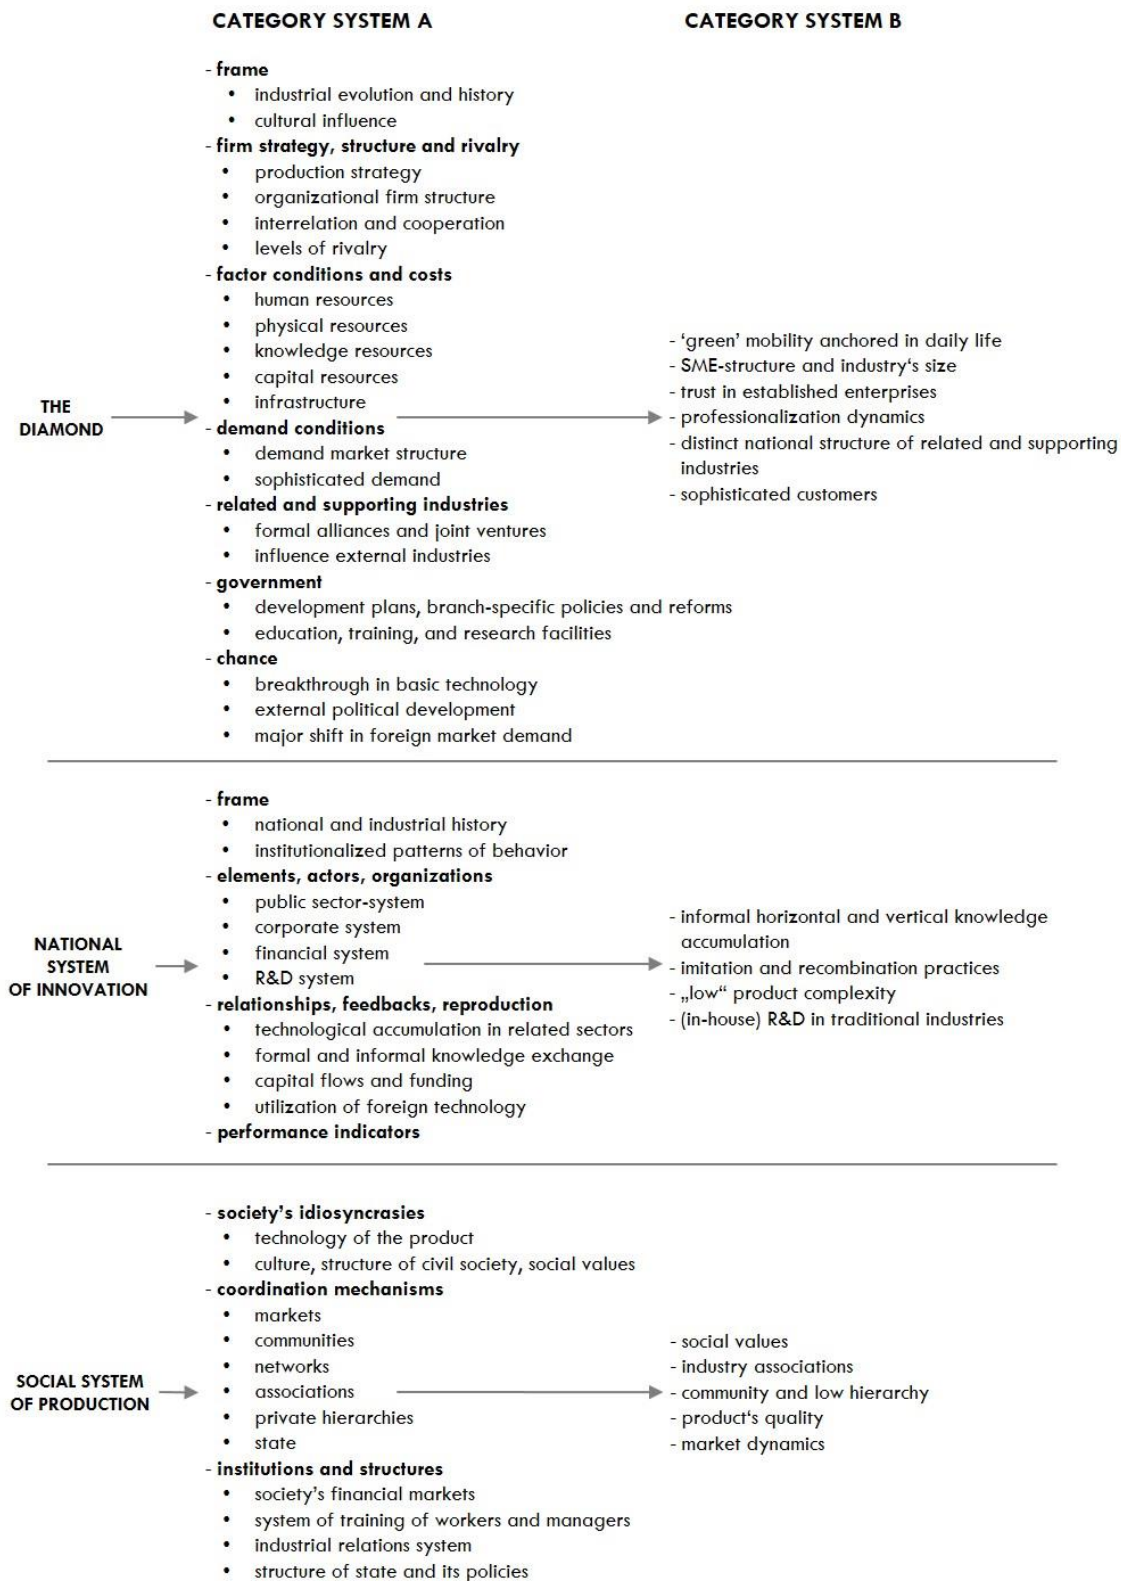 CATEGORY SYSTEM A
CATEGORY SYSTEM B
- frame
• industrial evolution and history
• cultural influence
- firm strategy, structure and rivalry
• production strategy
• organizational firm structure
• interrelation and cooperation
• levels of rivalry
- factor conditions and costs
• human resources
• physical resources
• knowledge resources
• capital resources
• infrastructure
THE
DIAMOND
- demand conditions
• demand market structure
• sophisticated demand
- related and supporting industries
• formal alliances and joint ventures
• influence external industries
- government
• development plans, branch-specific policies and reforms
• education, training, and research facilities
- chance
• breakthrough in basic technology
• external political development
• major shift in foreign market demand
- ‘green’ mobility anchored in daily life
- SME-structure and industry‘s size
- trust in established enterprises
- professionalization dynamics
- distinct national structure of related and supporting
industries
- sophisticated customers
- frame
• national and industrial history
• institutionalized patterns of behavior
- elements, actors, organizations
• public sector-system
• corporate system
• financial system
• R&D system
NATIONAL
SYSTEM
OF INNOVATION
- relationships, feedbacks, reproduction
• technological accumulation in related sectors
• formal and informal knowledge exchange
• capital flows and funding
• utilization of foreign technology
- performance indicators
- informal horizontal and vertical knowledge
accumulation
- imitation and recombination practices
- „low“ product complexity
- (in-house) R&D in traditional industries
- society’s idiosyncrasies
• technology of the product
• culture, structure of civil society, social values
- coordination mechanisms
• markets
• communities
• networks
• associations
• private hierarchies
• state
SOCIAL SYSTEM
OF PRODUCTION
- institutions and structures
• society’s financial markets
• system of training of workers and managers
• industrial relations system
• structure of state and its policies
- social values
- industry associations
- community and low hierarchy
- product‘s quality
- market dynamics